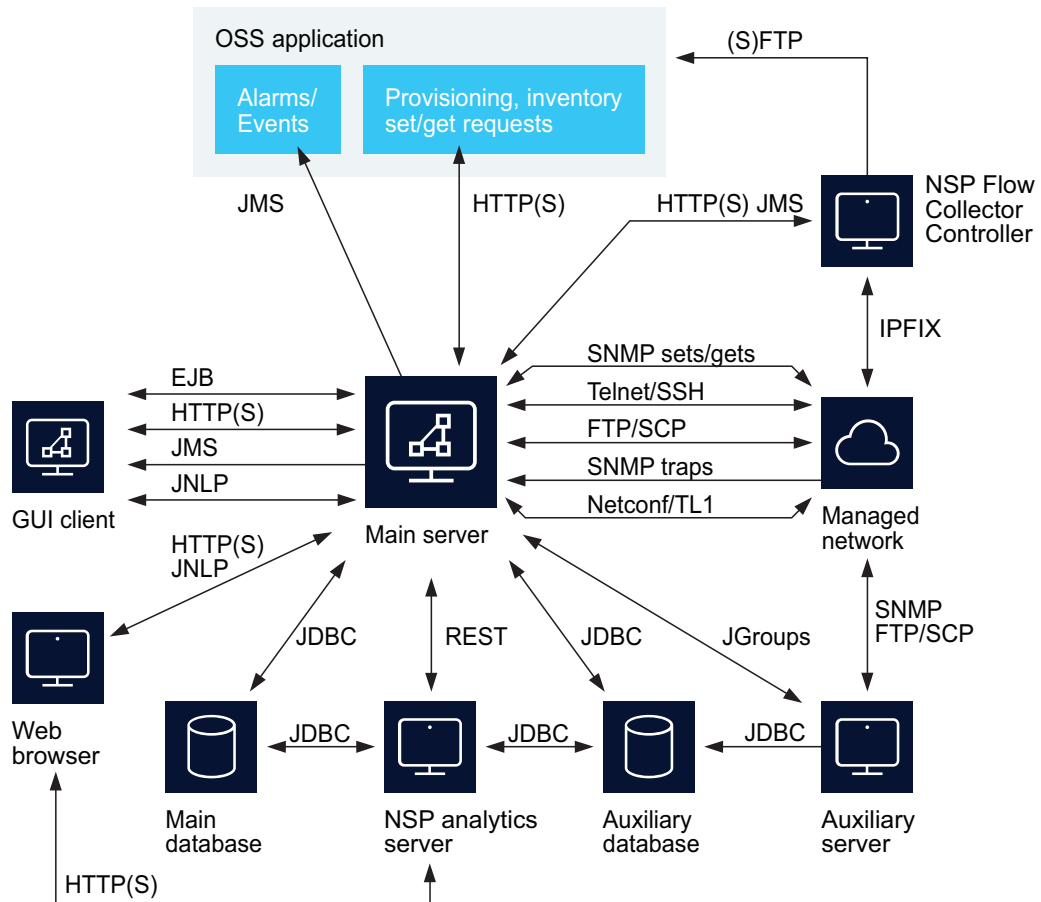 OSS application
(S)FTP
Alarms/
Events
Provisioning, inventory
set/get requests
JMS
HTTP(S)
HTTP(S) JMS
NSP Flow
Collector
Controller
IPFIX
SNMP sets/gets
EJB
Telnet/SSH
HTTP(S)
FTP/SCP
JMS
SNMP traps
JNLP
Netconf/TL1
GUI client
Main server
Managed
network
HTTP(S)
JNLP
SNMP
FTP/SCP
JDBC
REST
JDBC
JGroups
Web
browser
JDBC
JDBC
JDBC
Main
database
NSP analytics
server
Auxiliary
database
Auxiliary
server
HTTP(S)